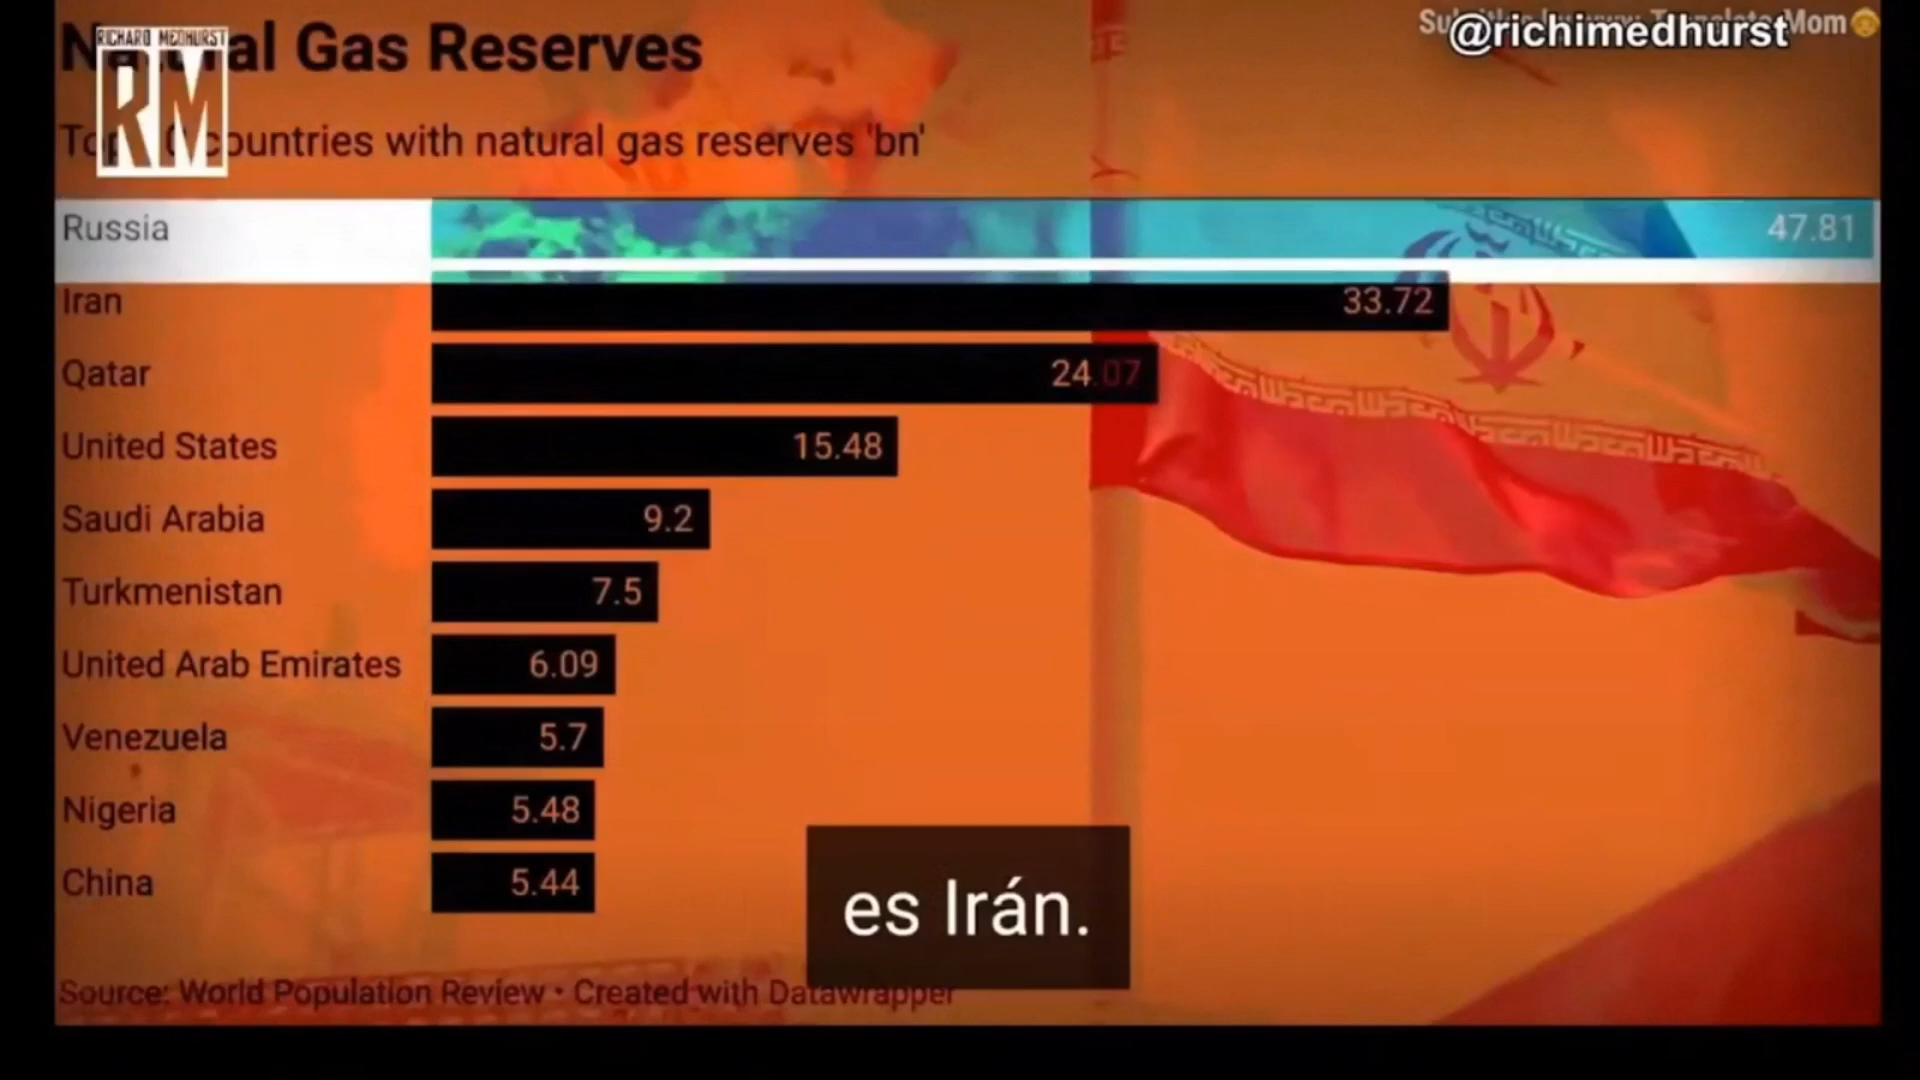 RICHARD MEDHURST
RM
@richimedhurst
Mom
Natural Gas Reserves
countries with natural gas reserves 'bn'
Russia 47.81
Iran 33.72
Qatar 24.07
United States 15.48
Saudi Arabia 9.2
Turkmenistan 7.5
United Arab Emirates 6.09
Venezuela 5.7
Nigeria 5.48
China 5.44
es Irán.
Source: World Population Review • Created with Datawrapper